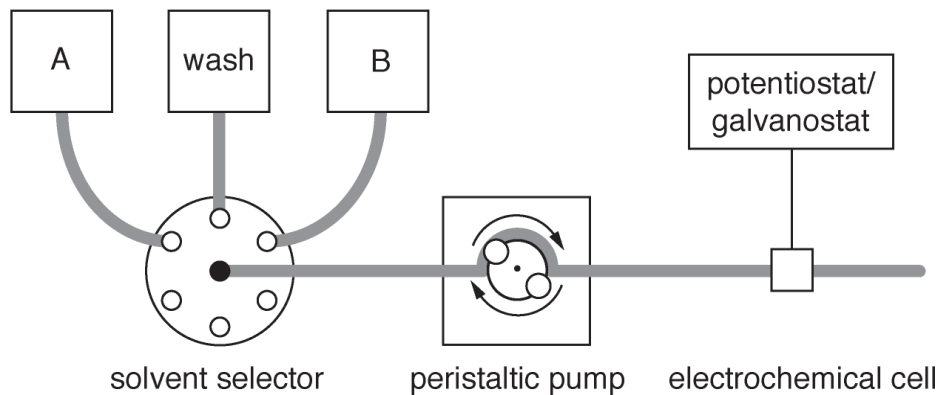 A
wash
B
potentiostat/
galvanostat
solvent selector
peristaltic pump
electrochemical cell